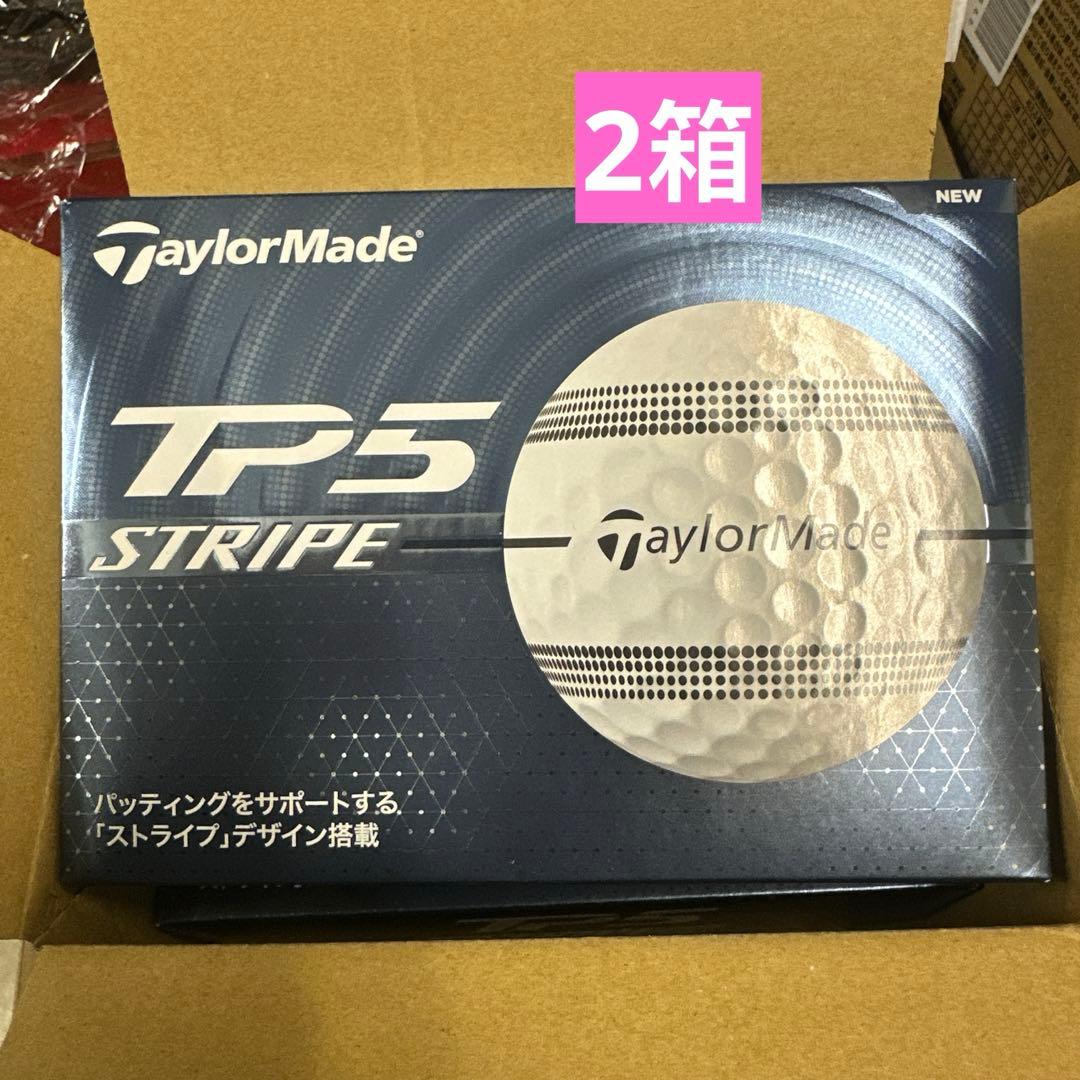 2箱
NEW
TaylorMade®
TP5
STRIPE
TaylorMade
パッティングをサポートする
「ストライプ」デザイン搭載
TP5